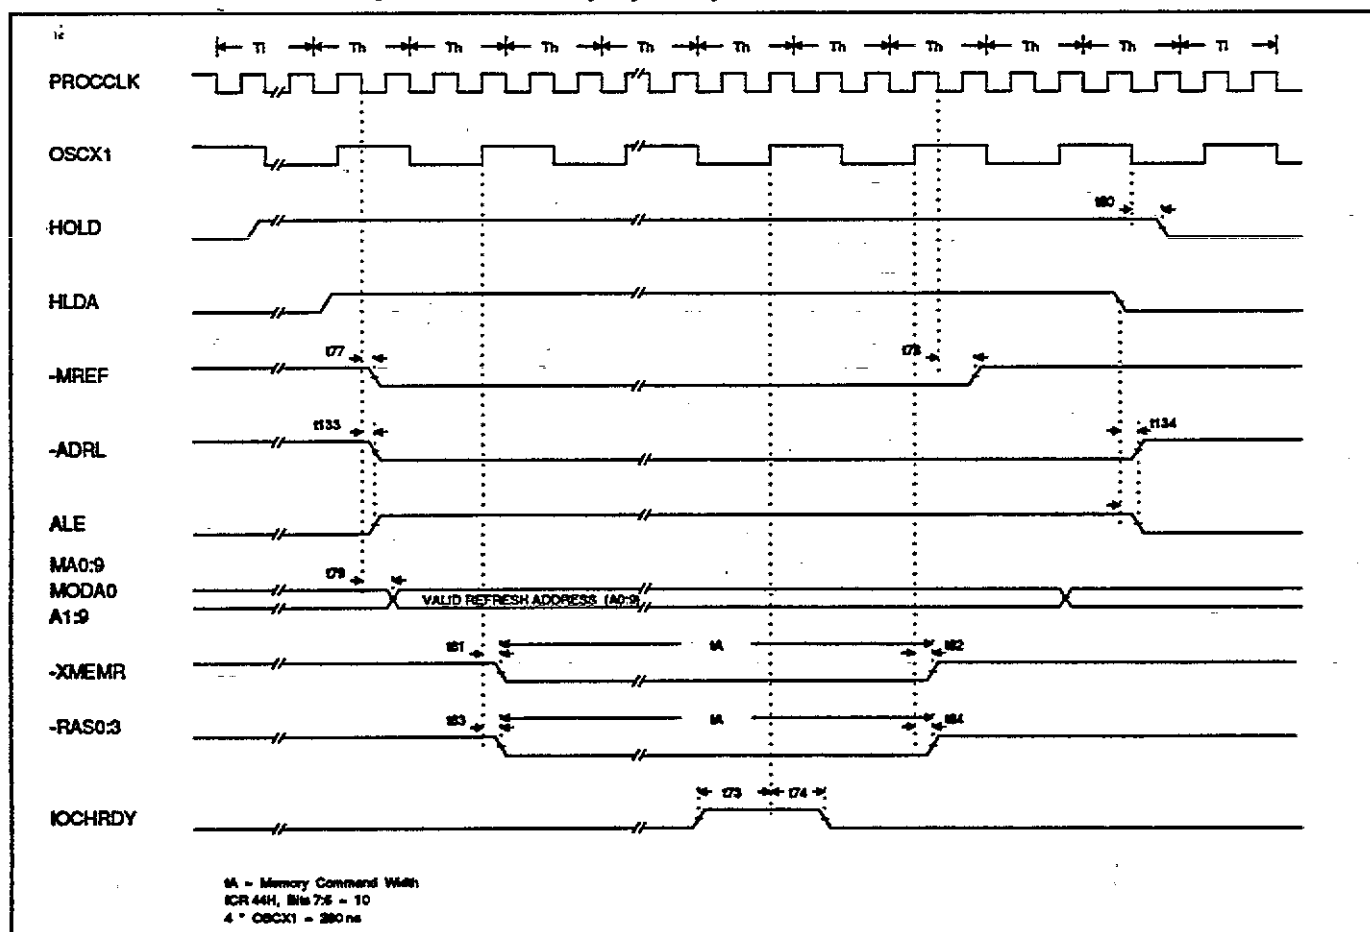 TI Th Th Th Th Th Th Th Th Th TI
PROCCLK
OSCX1
HOLD
t80
HLDA
-MREF
t77
t78
-ADRL
t133
t134
ALE
MA0:9
MODA0
A1:9
t79
VALID REFRESH ADDRESS (A0:9)
-XMEMR
t81
tA
t82
-RAS0:3
t83
tA
t84
IOCHRDY
t73
t74
tA = Memory Command Width
ICR 44H, Bits 7:6 = 10
4 * OSCX1 = 280 ns